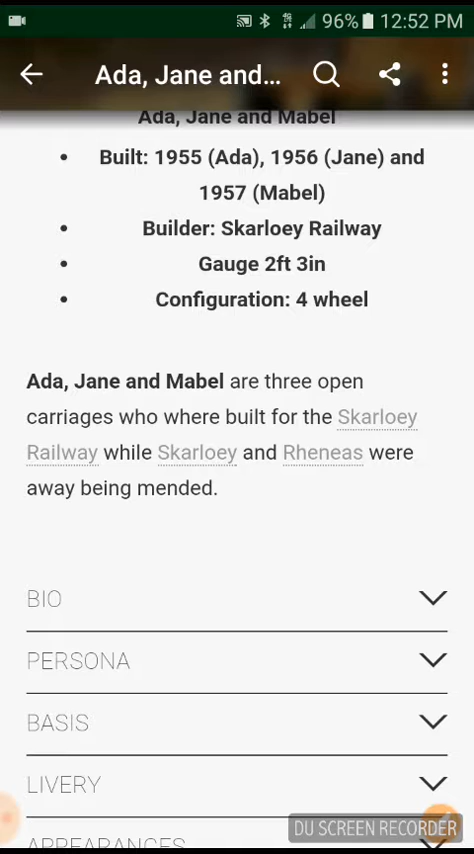 96% 12:52 PM
Ada, Jane and...
Ada, Jane and Mabel
• Built: 1955 (Ada), 1956 (Jane) and
1957 (Mabel)
• Builder: Skarloey Railway
• Gauge 2ft 3in
• Configuration: 4 wheel
Ada, Jane and Mabel are three open
carriages who where built for the Skarloey
Railway while Skarloey and Rheneas were
away being mended.
BIO
PERSONA
BASIS
LIVERY
APPEARANCES
DU SCREEN RECORDER